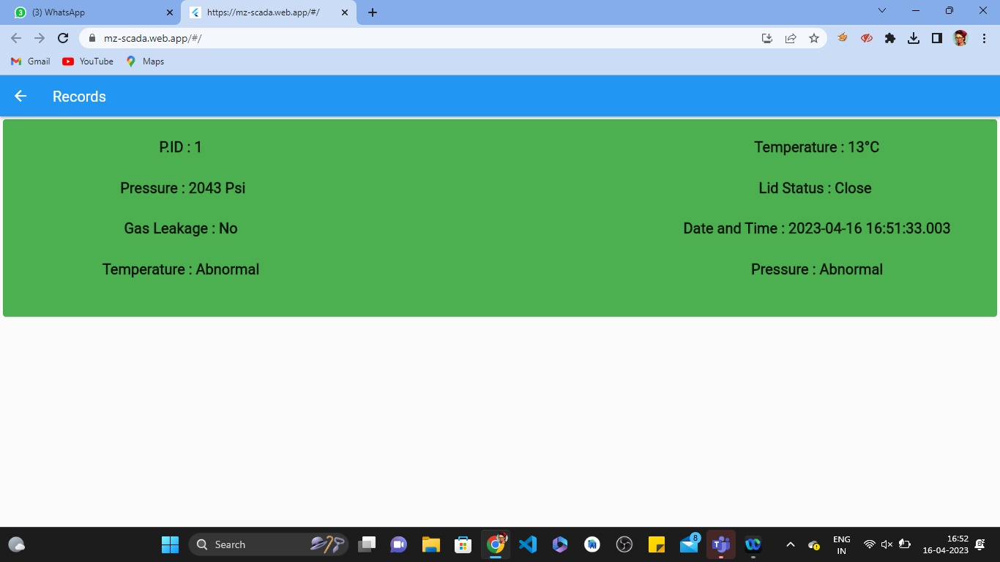 (3) WhatsApp
https://mz-scada.web.app/#/
mz-scada.web.app/#/
Gmail
YouTube
Maps
Records
P.ID : 1
Temperature : 13°C
Pressure : 2043 Psi
Lid Status : Close
Gas Leakage : No
Date and Time : 2023-04-16 16:51:33.003
Temperature : Abnormal
Pressure : Abnormal
Search
8
ENG
IN
16:52
16-04-2023